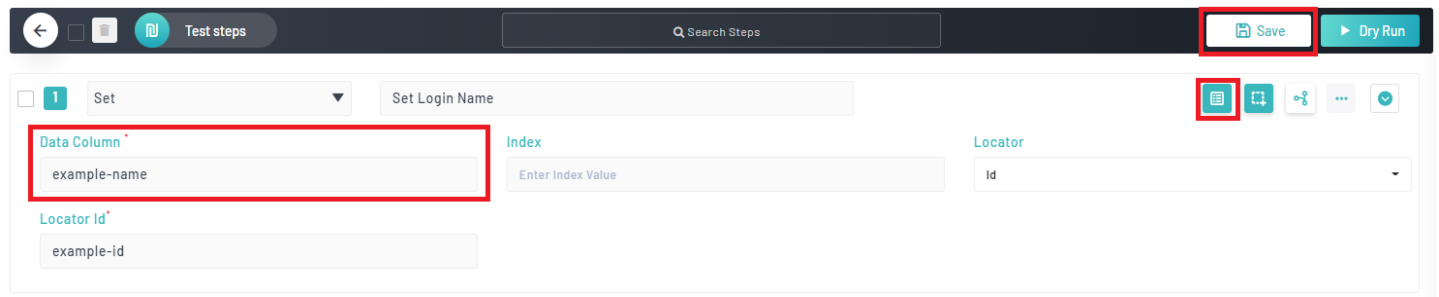 Test steps
Search Steps
Save
Dry Run
1
Set
Set Login Name
Data Column *
Index
Locator
example-name
Enter Index Value
Id
Locator Id*
example-id